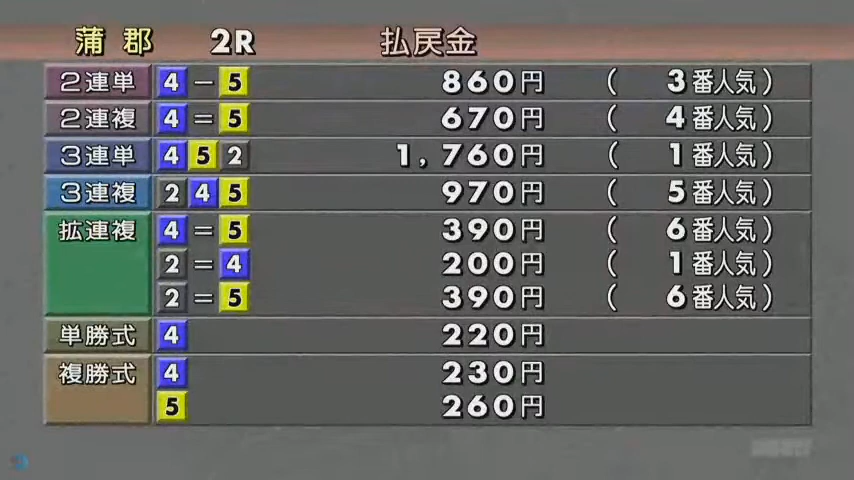 蒲郡 2R 払戻金
2連単 4-5 860円 ( 3番人気)
2連複 4=5 670円 ( 4番人気)
3連単 4 5 2 1,760円 ( 1番人気)
3連複 2 4 5 970円 ( 5番人気)
拡連複 4=5 390円 ( 6番人気)
2=4 200円 ( 1番人気)
2=5 390円 ( 6番人気)
単勝式 4 220円
複勝式 4 230円
5 260円